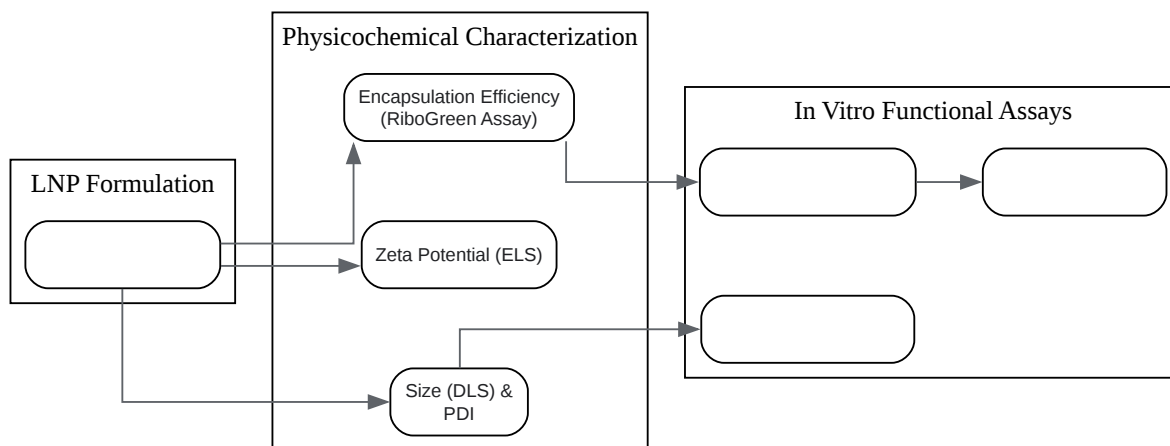 LNP Formulation
Physicochemical Characterization
Encapsulation Efficiency
(RiboGreen Assay)
Zeta Potential (ELS)
Size (DLS) &
PDI
In Vitro Functional Assays